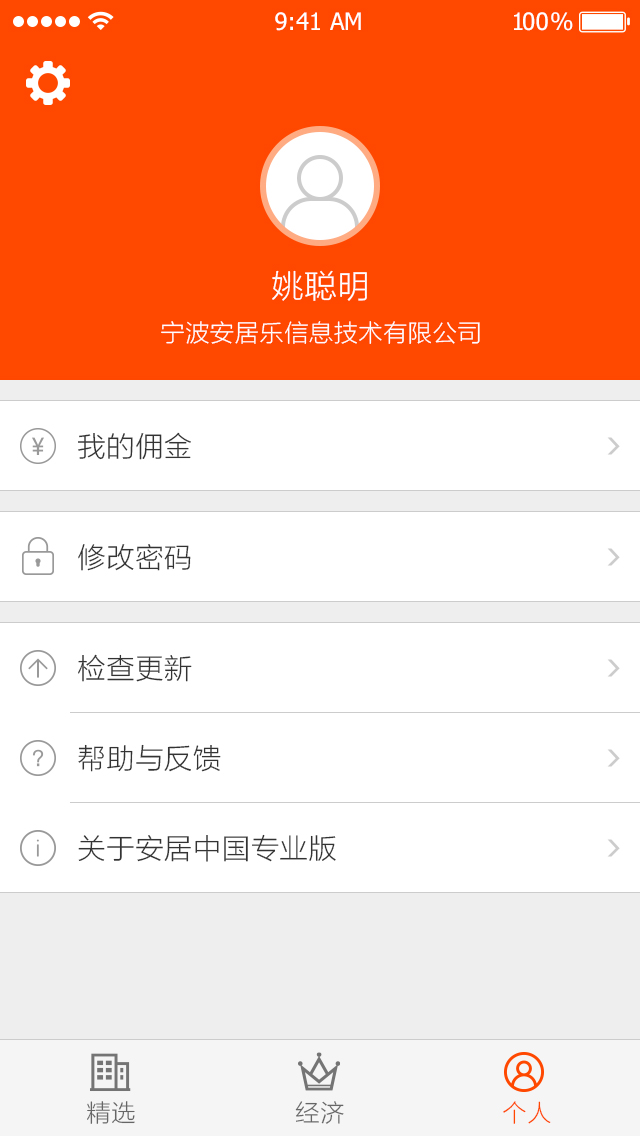 9:41 AM 100%
姚聪明
宁波安居乐信息技术有限公司
¥ 我的佣金
修改密码
检查更新
? 帮助与反馈
i 关于安居中国专业版
精选 经济 个人